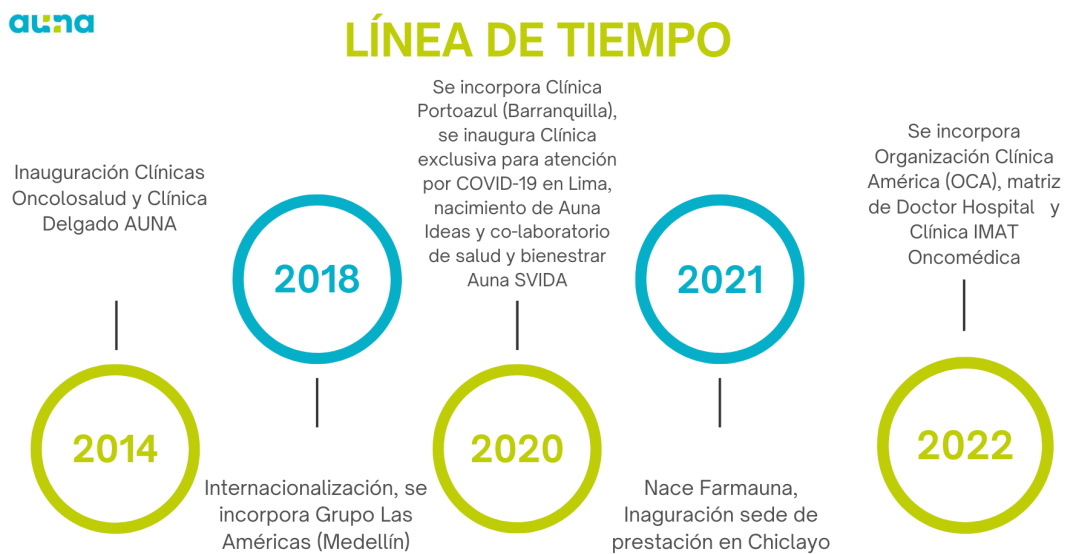 auna
LÍNEA DE TIEMPO
Inauguración Clínicas
Oncolosalud y Clínica
Delgado AUNA
2014
2018
Internacionalización, se
incorpora Grupo Las
Américas (Medellín)
Se incorpora Clínica
Portoazul (Barranquilla),
se inaugura Clínica
exclusiva para atención
por COVID-19 en Lima,
nacimiento de Auna
Ideas y co-laboratorio
de salud y bienestrar
Auna SVIDA
2020
2021
Nace Farmauna,
Inaguración sede de
prestación en Chiclayo
Se incorpora
Organización Clínica
América (OCA), matriz
de Doctor Hospital y
Clínica IMAT
Oncomédica
2022